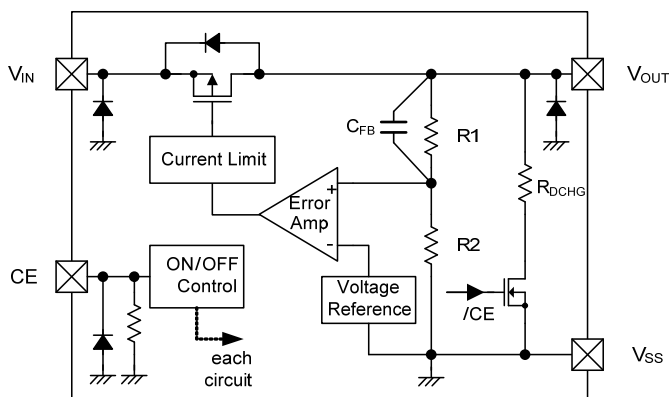 VIN
VOUT
CFB
R1
Current Limit
RDCHG
+
Error
Amp
-
R2
CE
ON/OFF
Control
Voltage
Reference
/CE
each
circuit
VSS